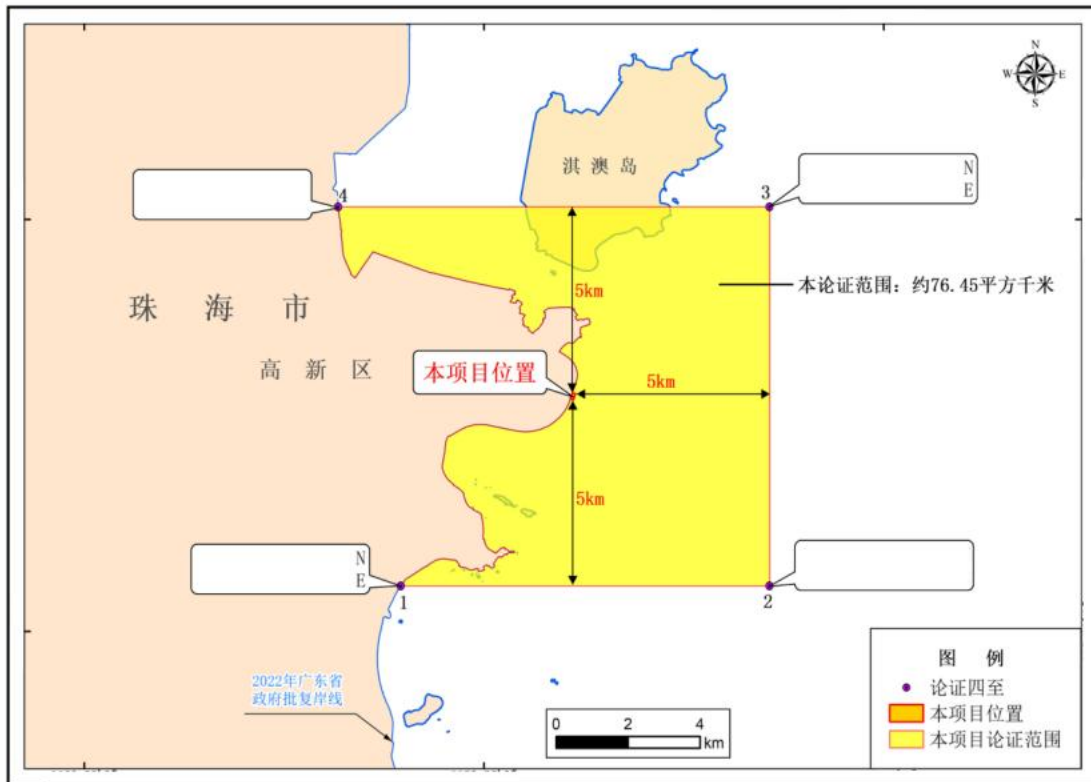 N
W E
S
淇澳岛
4
3
N
E
5km
本论证范围：约76.45平方千米
珠海市
高新区
本项目位置
5km
5km
N
E
1
2
2022年广东省
政府批复岸线
0 2 4
km
图例
论证四至
本项目位置
本项目论证范围